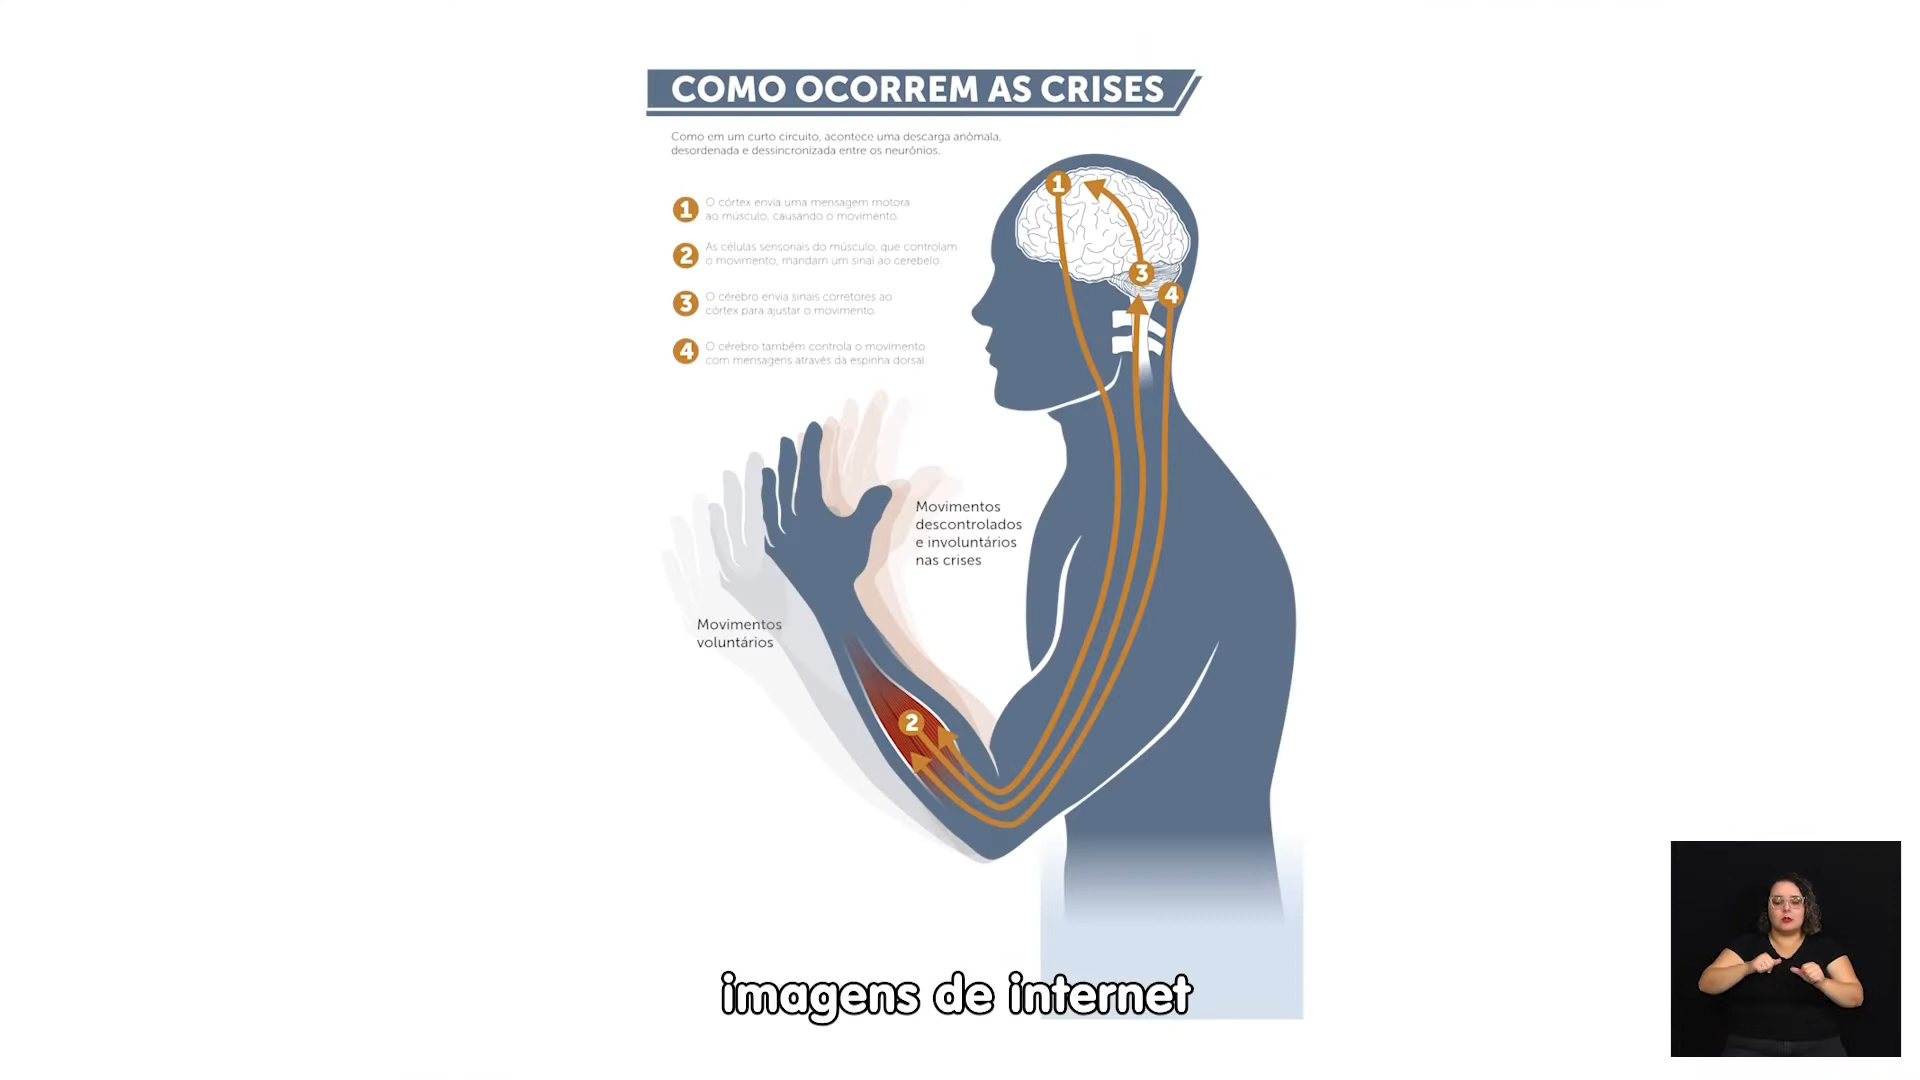 COMO OCORREM AS CRISES
Como em um curto circuito, acontece uma descarga anômala,
desordenada e dessincronizada entre os neurônios.
1 O córtex envia uma mensagem motora
ao músculo, causando o movimento.
2 As células sensoriais do músculo, que controlam
o movimento, mandam um sinal ao cerebelo.
3 O cérebro envia sinais corretores ao
córtex para ajustar o movimento.
4 O cérebro também controla o movimento
com mensagens através da espinha dorsal.
1
3
4
Movimentos
descontrolados
e involuntários
nas crises
Movimentos
voluntários
2
imagens de internet